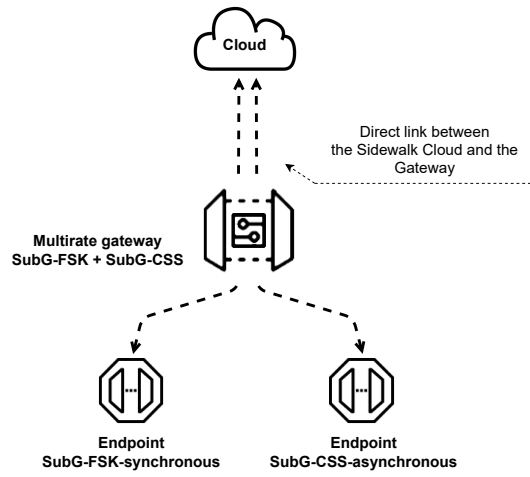 Cloud
Direct link between
the Sidewalk Cloud and the
Gateway
Multirate gateway
SubG-FSK + SubG-CSS
Endpoint
SubG-FSK-synchronous
Endpoint
SubG-CSS-asynchronous